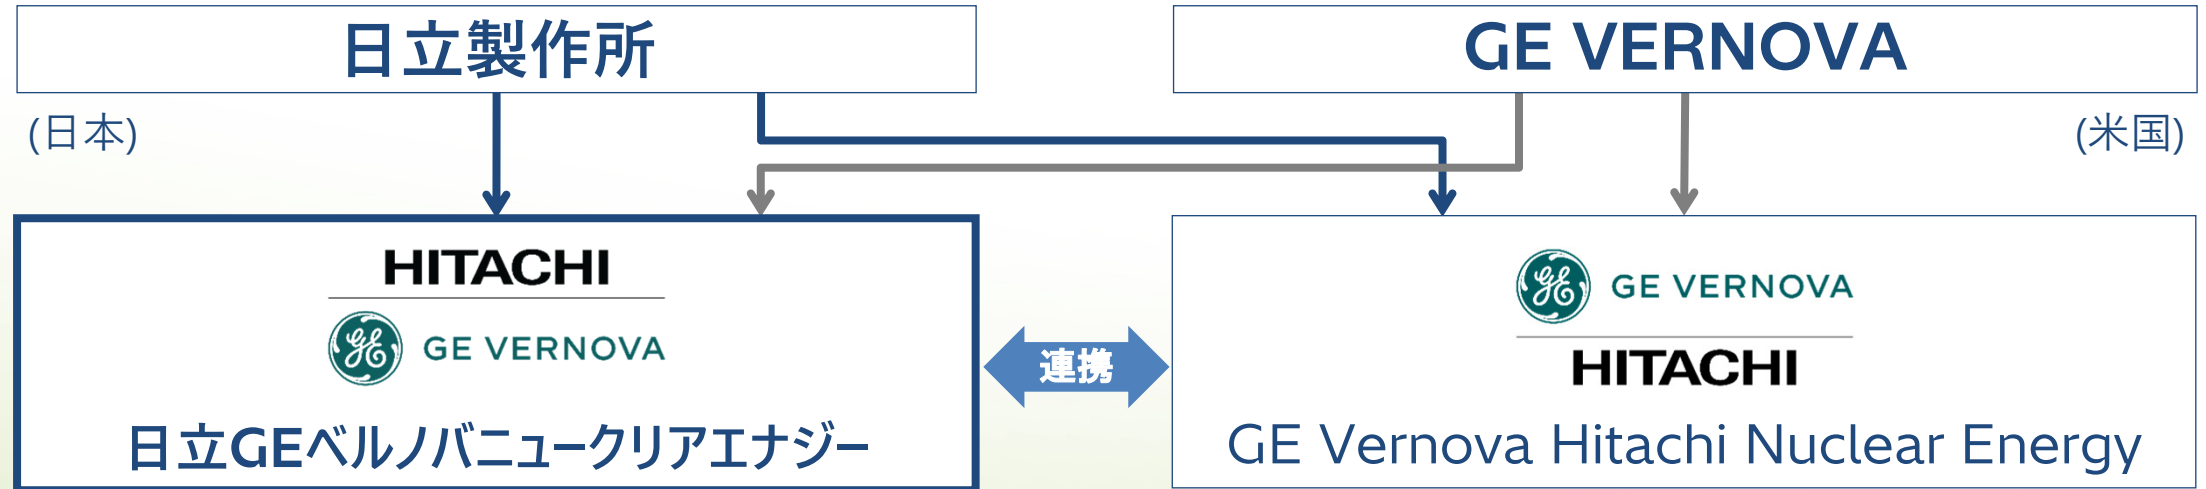 日立製作所
GE VERNOVA
(日本)
(米国)
HITACHI
GE VERNOVA
日立GEベルノバニュークリアエナジー
連携
GE VERNOVA
HITACHI
GE Vernova Hitachi Nuclear Energy